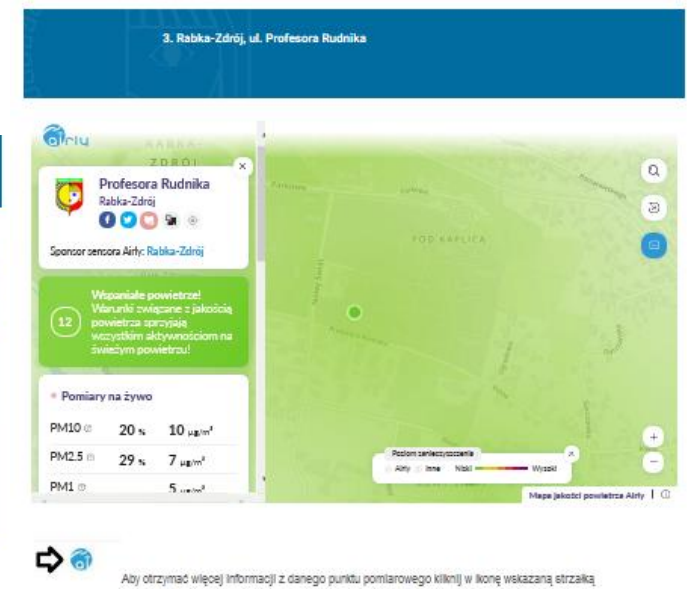 3. Rabka-Zdrój, ul. Profesora Rudnika
airly
RABKA-
ZDRÓJ
Profesora Rudnika
Rabka-Zdrój
Sponsor sensora Airly: Rabka-Zdrój
12
Wspaniałe powietrze!
Warunki związane z jakością
powietrza sprzyjają
wszystkim aktywnościom na
świeżym powietrzu!
Pomiary na żywo
PM10 20 % 10 µg/m³
PM2.5 29 % 7 µg/m³
PM1 5 µg/m³
POD KAPLICĄ
Poziom zanieczyszczenia
Airly Inne Niski Wysoki
Mapa jakości powietrza Airly
Aby otrzymać więcej informacji z danego punktu pomiarowego kliknij w ikonę wskazaną strzałką